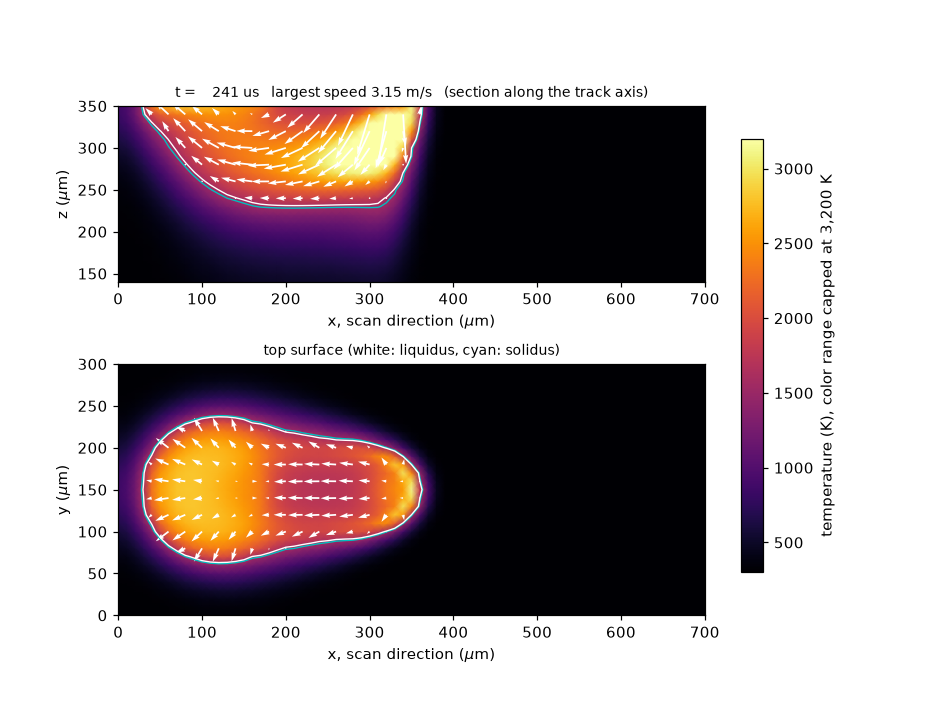 t =    241 us   largest speed 3.15 m/s   (section along the track axis)
350
300
250
200
150
z (μm)
0 100 200 300 400 500 600 700
x, scan direction (μm)
top surface (white: liquidus, cyan: solidus)
300
250
200
150
100
50
0
y (μm)
0 100 200 300 400 500 600 700
x, scan direction (μm)
3000
2500
2000
1500
1000
500
temperature (K), color range capped at 3,200 K